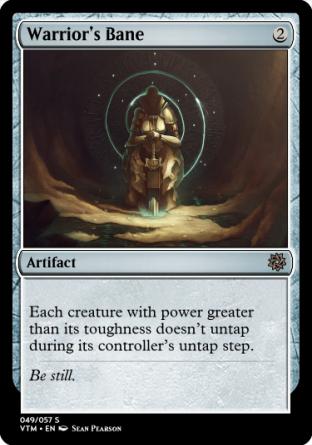 Warrior's Bane 2
Artifact
Each creature with power greater
than its toughness doesn't untap
during its controller's untap step.
Be still.
049/057 S
VTM • EN SEAN PEARSON